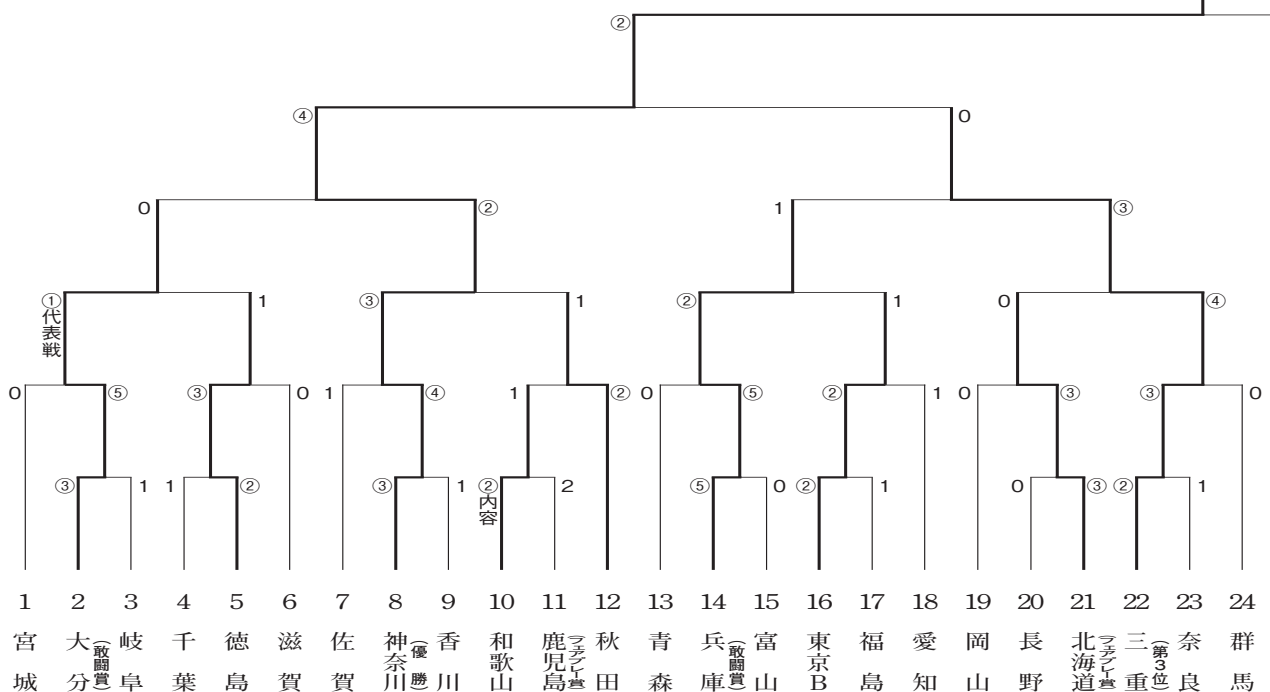 ②
④ 0
0 ② 1 ③
① 1 ③ 1 ② 1 0 ④
代表戦
0 ⑤ ③ 0 1 ④ 1 ② 0 ⑤ ② 1 0 ③ ③ 0
③ 1 1 ② ③ 1 ② 2 ⑤ 0 ② 1 0 ③ ② 1
内容
1 2 3 4 5 6 7 8 9 10 11 12 13 14 15 16 17 18 19 20 21 22 23 24
宮城
大分(敢闘賞)
岐阜
千葉
徳島
滋賀
佐賀
神奈川(優勝)
香川
和歌山
鹿児島(フェアプレー賞)
秋田
青森
兵庫(敢闘賞)
富山
東京B
福島
愛知
岡山
長野
北海道(フェアプレー賞)
三重(第3位)
奈良
群馬